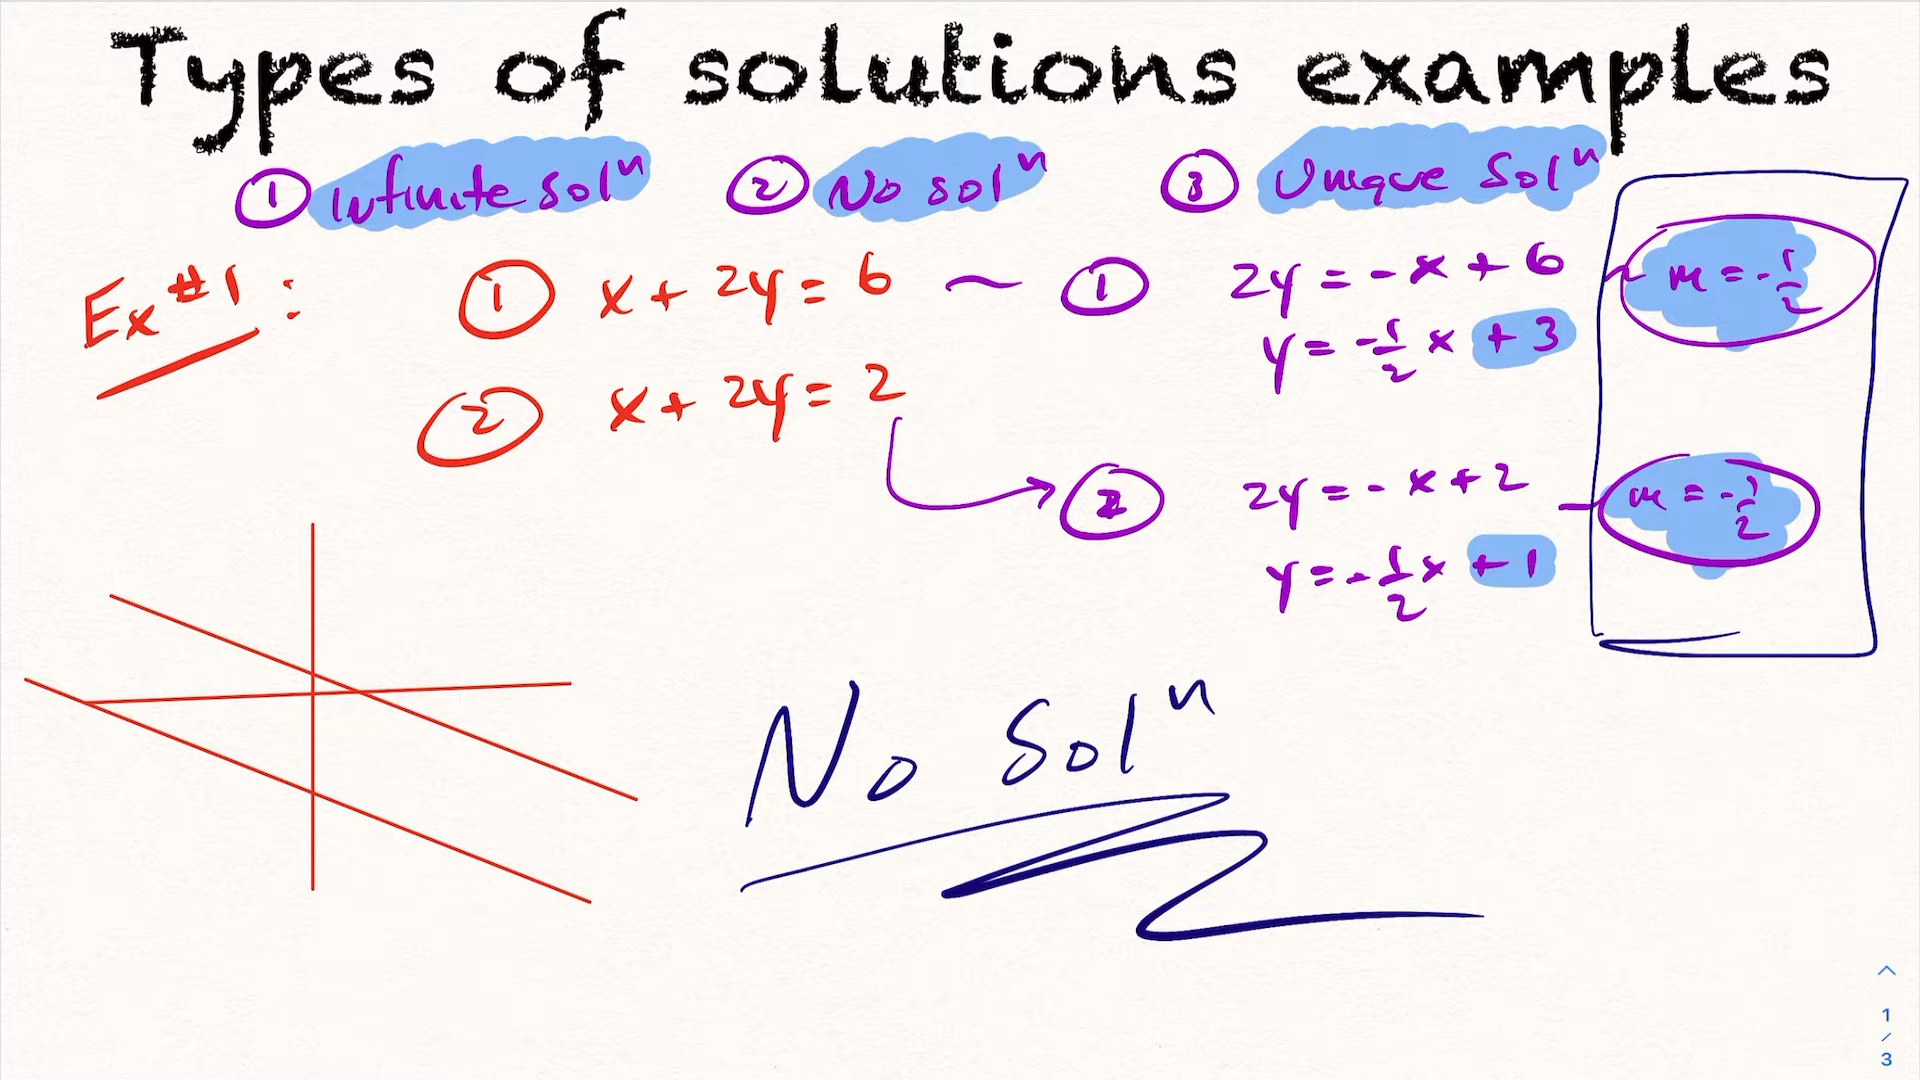 Types of solutions examples
① Infinite solⁿ ② No solⁿ ③ Unique Solⁿ
Ex #1 : ① x + 2y = 6 ~ ① 2y = -x + 6 ~ m = -1/2
y = -1/2 x + 3
② x + 2y = 2
② 2y = -x + 2 - m = -1/2
y = -1/2 x + 1
No Solⁿ
1
/
3